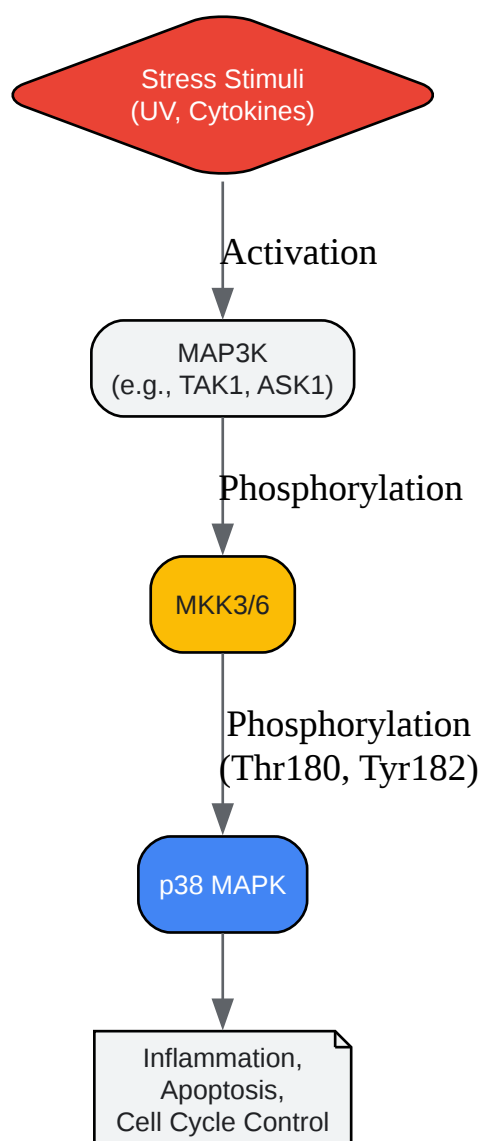 Stress Stimuli
(UV, Cytokines)
Activation
MAP3K
(e.g., TAK1, ASK1)
Phosphorylation
MKK3/6
Phosphorylation
(Thr180, Tyr182)
p38 MAPK
Inflammation,
Apoptosis,
Cell Cycle Control